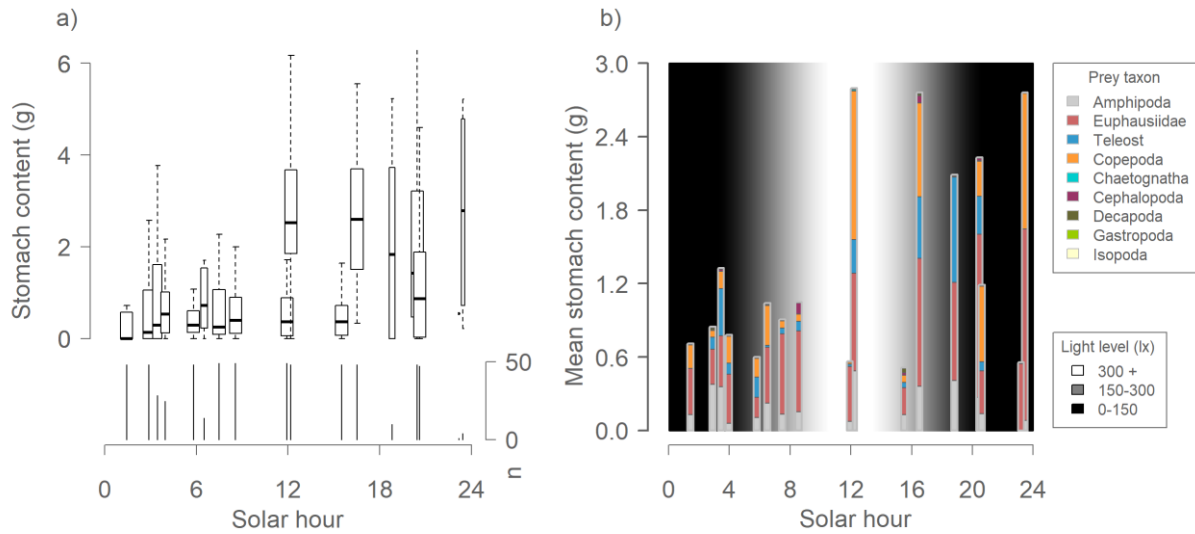 a)
Stomach content (g)
6
4
2
0
50
0
n
0 6 12 18 24
Solar hour
b)
Mean stomach content (g)
3.0
2.4
1.8
1.2
0.6
0.0
0 4 8 12 16 20 24
Solar hour
Prey taxon
Amphipoda
Euphausiidae
Teleost
Copepoda
Chaetognatha
Cephalopoda
Decapoda
Gastropoda
Isopoda
Light level (lx)
300 +
150-300
0-150